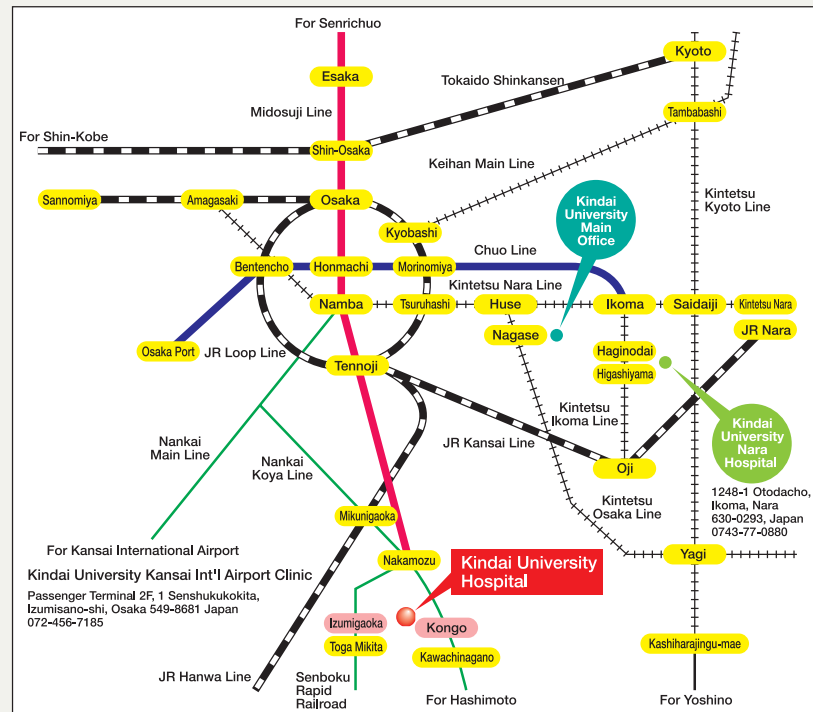 For Senrichuo
Esaka
Kyoto
Tokaido Shinkansen
Midosuji Line
Tambabashi
For Shin-Kobe
Shin-Osaka
Keihan Main Line
Sannomiya
Amagasaki
Osaka
Kindai
University
Main
Office
Kintetsu
Kyoto Line
Kyobashi
Chuo Line
Bentencho
Honmachi
Morinomiya
Kintetsu Nara Line
Namba
Tsuruhashi
Huse
Ikoma
Saidaiji
Kintetsu Nara
Nagase
JR Nara
Osaka Port
JR Loop Line
Haginodai
Tennoji
Higashiyama
Kintetsu
Ikoma Line
Kindai
University
Nara
Hospital
JR Kansai Line
Nankai
Main Line
Nankai
Koya Line
Oji
1248-1 Otodacho,
Ikoma, Nara
630-0293, Japan
0743-77-0880
Kintetsu
Osaka Line
Mikunigaoka
For Kansai International Airport
Nakamozu
Yagi
Kindai University
Hospital
Kindai University Kansai Int'l Airport Clinic
Passenger Terminal 2F, 1 Senshukukokita,
Izumisano-shi, Osaka 549-8681 Japan
072-456-7185
Izumigaoka
Kongo
Toga Mikita
Kawachinagano
Kashiharajingu-mae
JR Hanwa Line
Senboku
Rapid
Railroad
For Hashimoto
For Yoshino